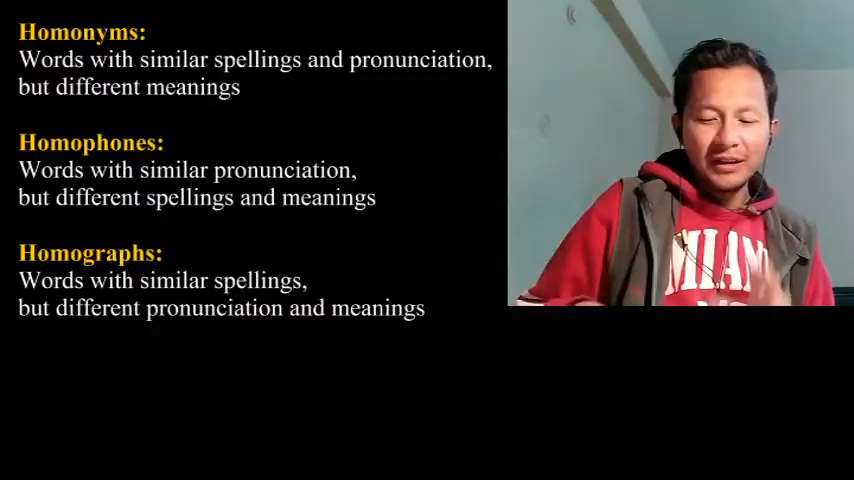 Homonyms:
Words with similar spellings and pronunciation,
but different meanings
Homophones:
Words with similar pronunciation,
but different spellings and meanings
Homographs:
Words with similar spellings,
but different pronunciation and meanings
MIAMI